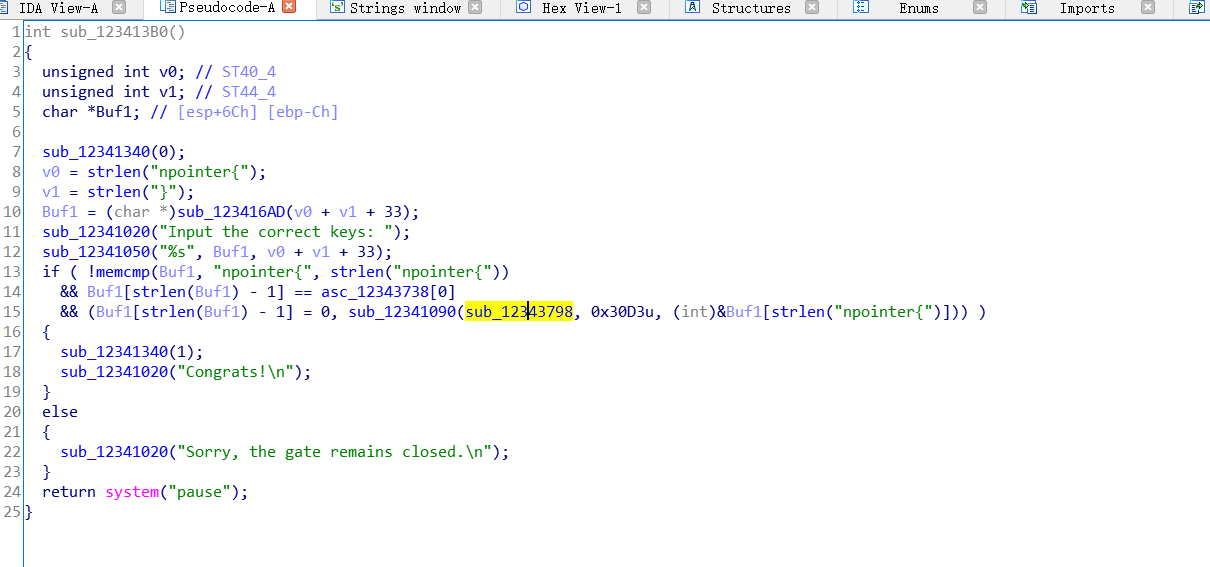 IDA View-A Pseudocode-A Strings window Hex View-1 Structures Enums Imports
1 int sub_123413B0()
2 {
3 unsigned int v0; // ST40_4
4 unsigned int v1; // ST44_4
5 char *Buf1; // [esp+6Ch] [ebp-Ch]
6
7 sub_12341340(0);
8 v0 = strlen("npointer{");
9 v1 = strlen("}");
10 Buf1 = (char *)sub_123416AD(v0 + v1 + 33);
11 sub_12341020("Input the correct keys: ");
12 sub_12341050("%s", Buf1, v0 + v1 + 33);
13 if ( !memcmp(Buf1, "npointer{", strlen("npointer{"))
14 && Buf1[strlen(Buf1) - 1] == asc_12343738[0]
15 && (Buf1[strlen(Buf1) - 1] = 0, sub_12341090(sub_12343798, 0x30D3u, (int)&Buf1[strlen("npointer{")])) )
16 {
17 sub_12341340(1);
18 sub_12341020("Congrats!\n");
19 }
20 else
21 {
22 sub_12341020("Sorry, the gate remains closed.\n");
23 }
24 return system("pause");
25 }